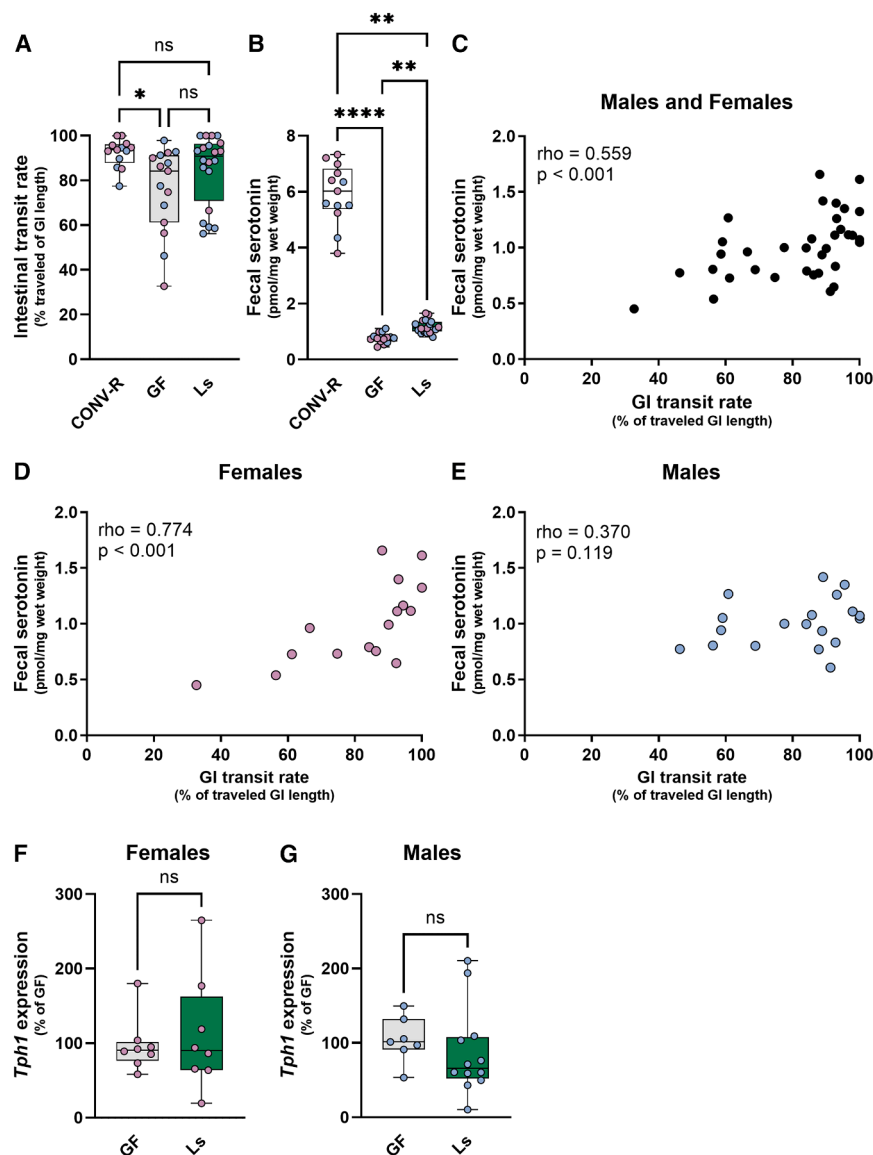 A
ns
*
ns
Intestinal transit rate
(% traveled of GI length)
100
80
60
40
20
0
CONV-R
GF
Ls
B
**
**
****
Fecal serotonin
(pmol/mg wet weight)
8
6
4
2
0
CONV-R
GF
Ls
C
Males and Females
rho = 0.559
p < 0.001
Fecal serotonin
(pmol/mg wet weight)
2.0
1.5
1.0
0.5
0.0
0
20
40
60
80
100
GI transit rate
(% of traveled GI length)
D
Females
rho = 0.774
p < 0.001
Fecal serotonin
(pmol/mg wet weight)
2.0
1.5
1.0
0.5
0.0
0
20
40
60
80
100
GI transit rate
(% of traveled GI length)
E
Males
rho = 0.370
p = 0.119
Fecal serotonin
(pmol/mg wet weight)
2.0
1.5
1.0
0.5
0.0
0
20
40
60
80
100
GI transit rate
(% of traveled GI length)
F
Females
ns
Tph1 expression
(% of GF)
300
200
100
0
GF
Ls
G
Males
ns
Tph1 expression
(% of GF)
300
200
100
0
GF
Ls